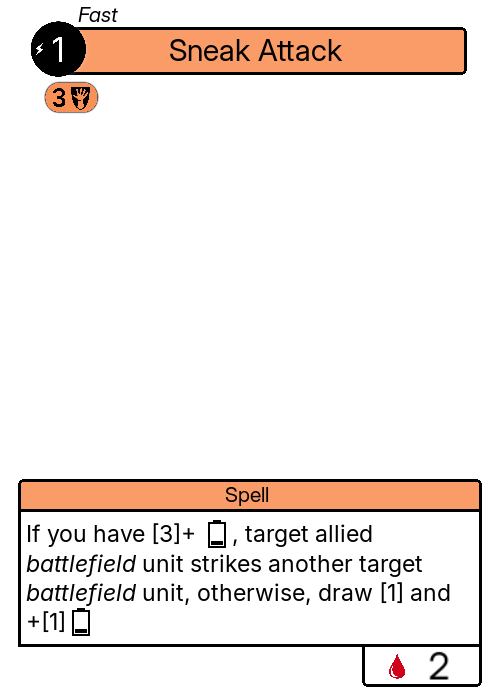 Fast
1
Sneak Attack
3
Spell
If you have [3]+ , target allied
battlefield unit strikes another target
battlefield unit, otherwise, draw [1] and
+[1]
2